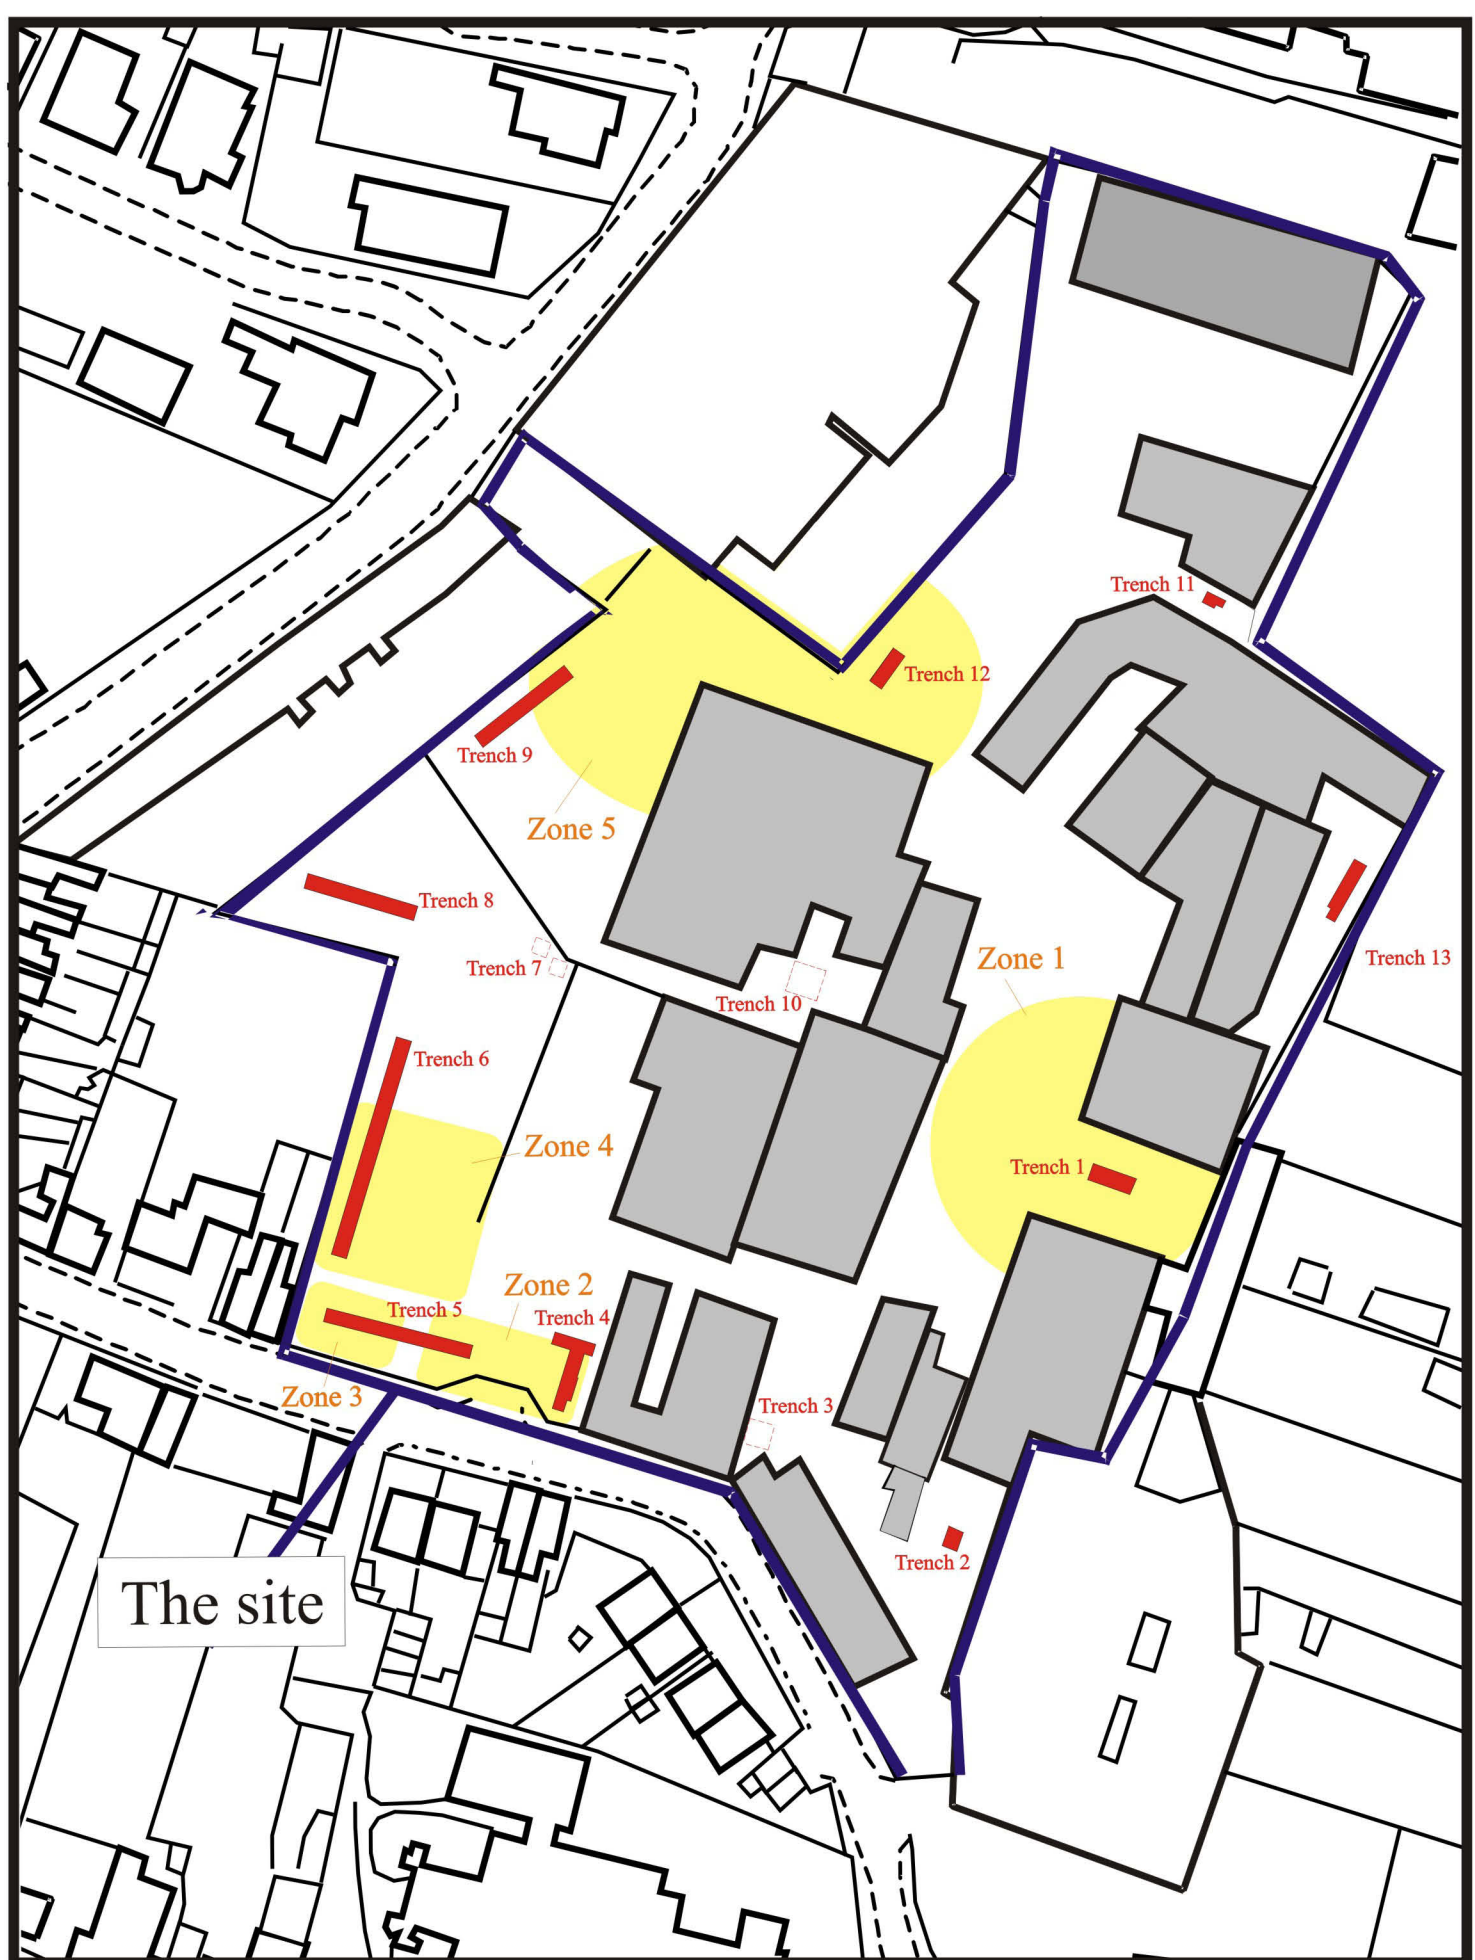 Trench 11
Trench 12
Trench 9
Zone 5
Trench 8
Zone 1
Trench 13
Trench 7
Trench 10
Trench 6
Zone 4
Trench 1
Zone 2
Trench 5
Trench 4
Zone 3
Trench 3
Trench 2
The site